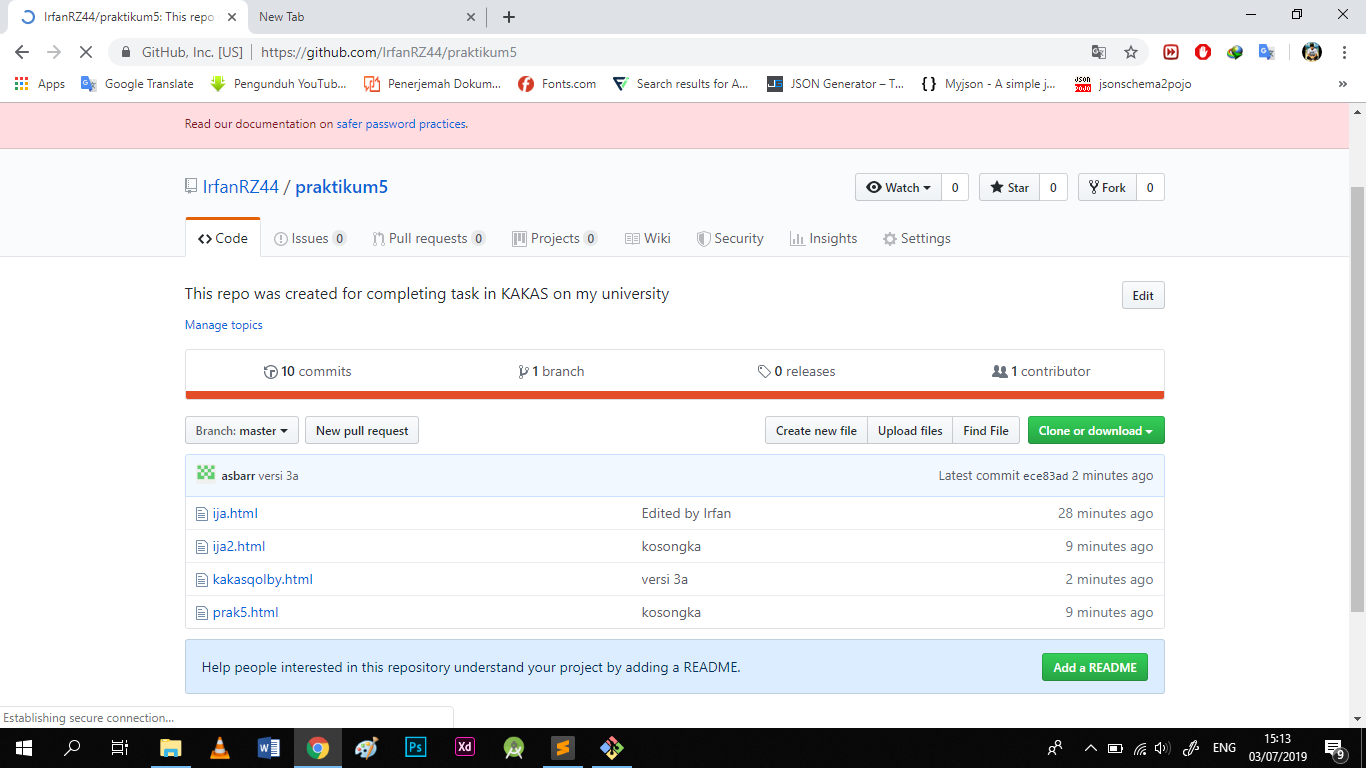 IrfanRZ44/praktikum5: This repo
New Tab
GitHub, Inc. [US] | https://github.com/IrfanRZ44/praktikum5
Apps Google Translate Pengunduh YouTub... Penerjemah Dokum... Fonts.com Search results for A... JSON Generator – T... Myjson - A simple j... jsonschema2pojo »
Read our documentation on safer password practices.
IrfanRZ44 / praktikum5
Watch 0 Star 0 Fork 0
Code Issues 0 Pull requests 0 Projects 0 Wiki Security Insights Settings
This repo was created for completing task in KAKAS on my university
Edit
Manage topics
10 commits 1 branch 0 releases 1 contributor
Branch: master New pull request Create new file Upload files Find File Clone or download
asbarr versi 3a Latest commit ece83ad 2 minutes ago
ija.html Edited by Irfan 28 minutes ago
ija2.html kosongka 9 minutes ago
kakasqolby.html versi 3a 2 minutes ago
prak5.html kosongka 9 minutes ago
Help people interested in this repository understand your project by adding a README. Add a README
Establishing secure connection...
ENG
15:13
03/07/2019
9